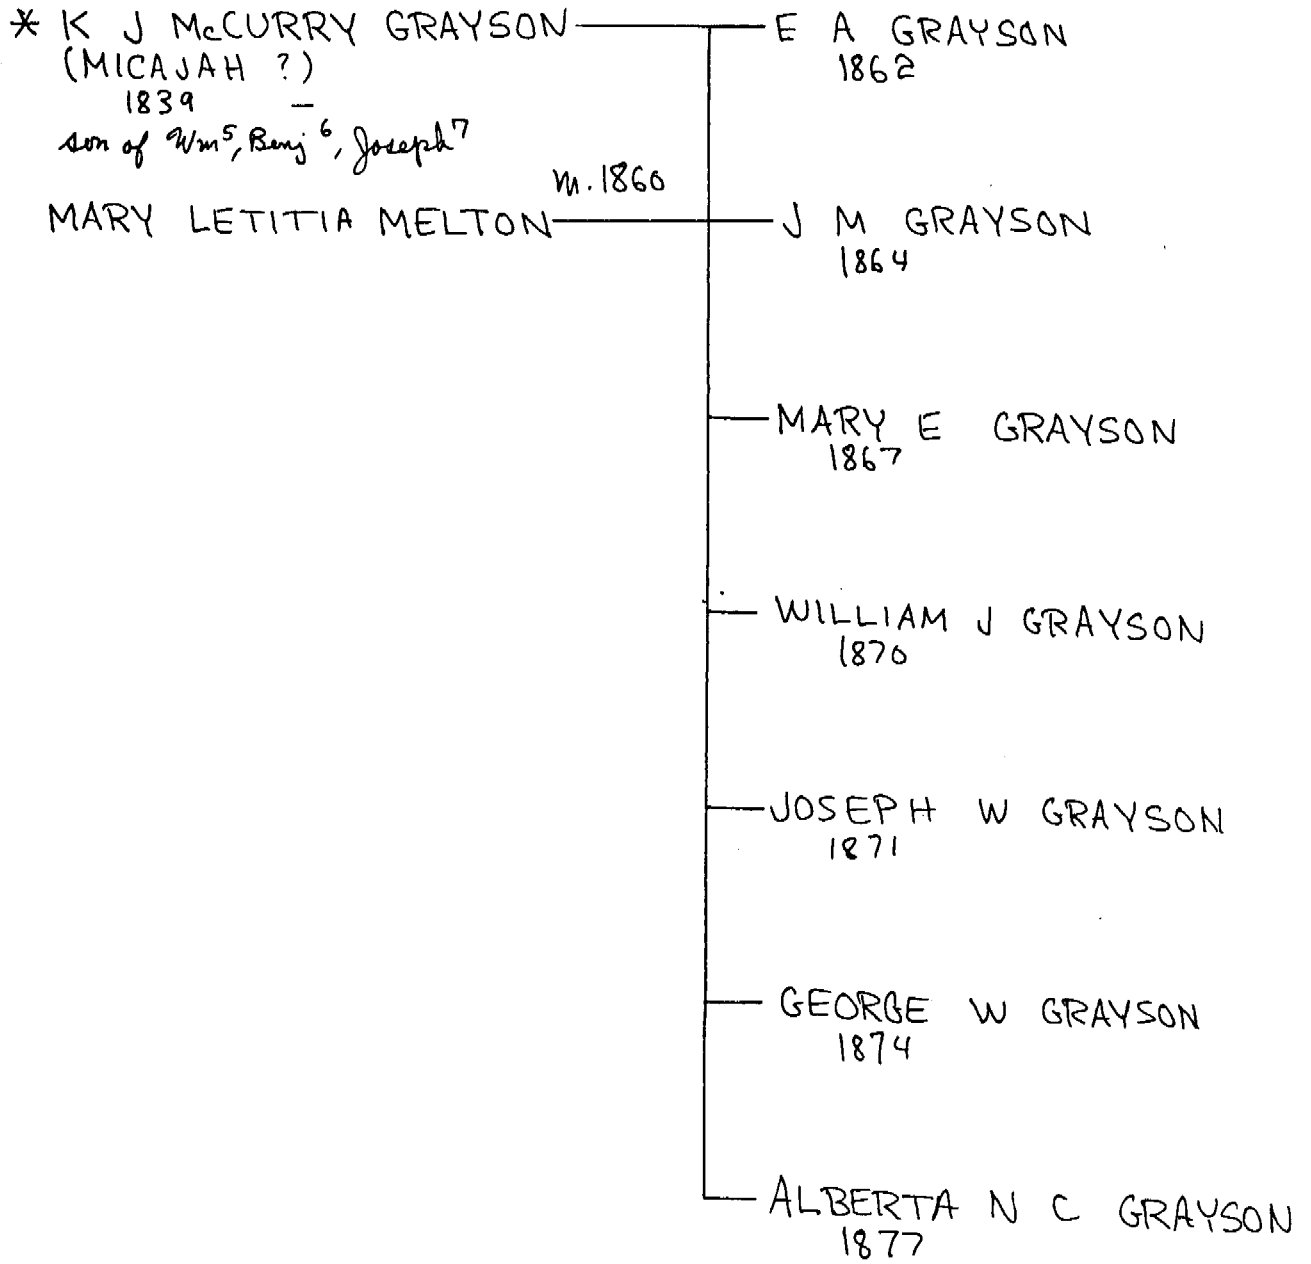 * K J McCURRY GRAYSON
(MICAJAH ?)
1839 –
son of Wm⁵, Benj⁶, Joseph⁷
m. 1860
MARY LETITIA MELTON
E A GRAYSON
1862
J M GRAYSON
1864
MARY E GRAYSON
1867
WILLIAM J GRAYSON
1870
JOSEPH W GRAYSON
1871
GEORGE W GRAYSON
1874
ALBERTA N C GRAYSON
1877